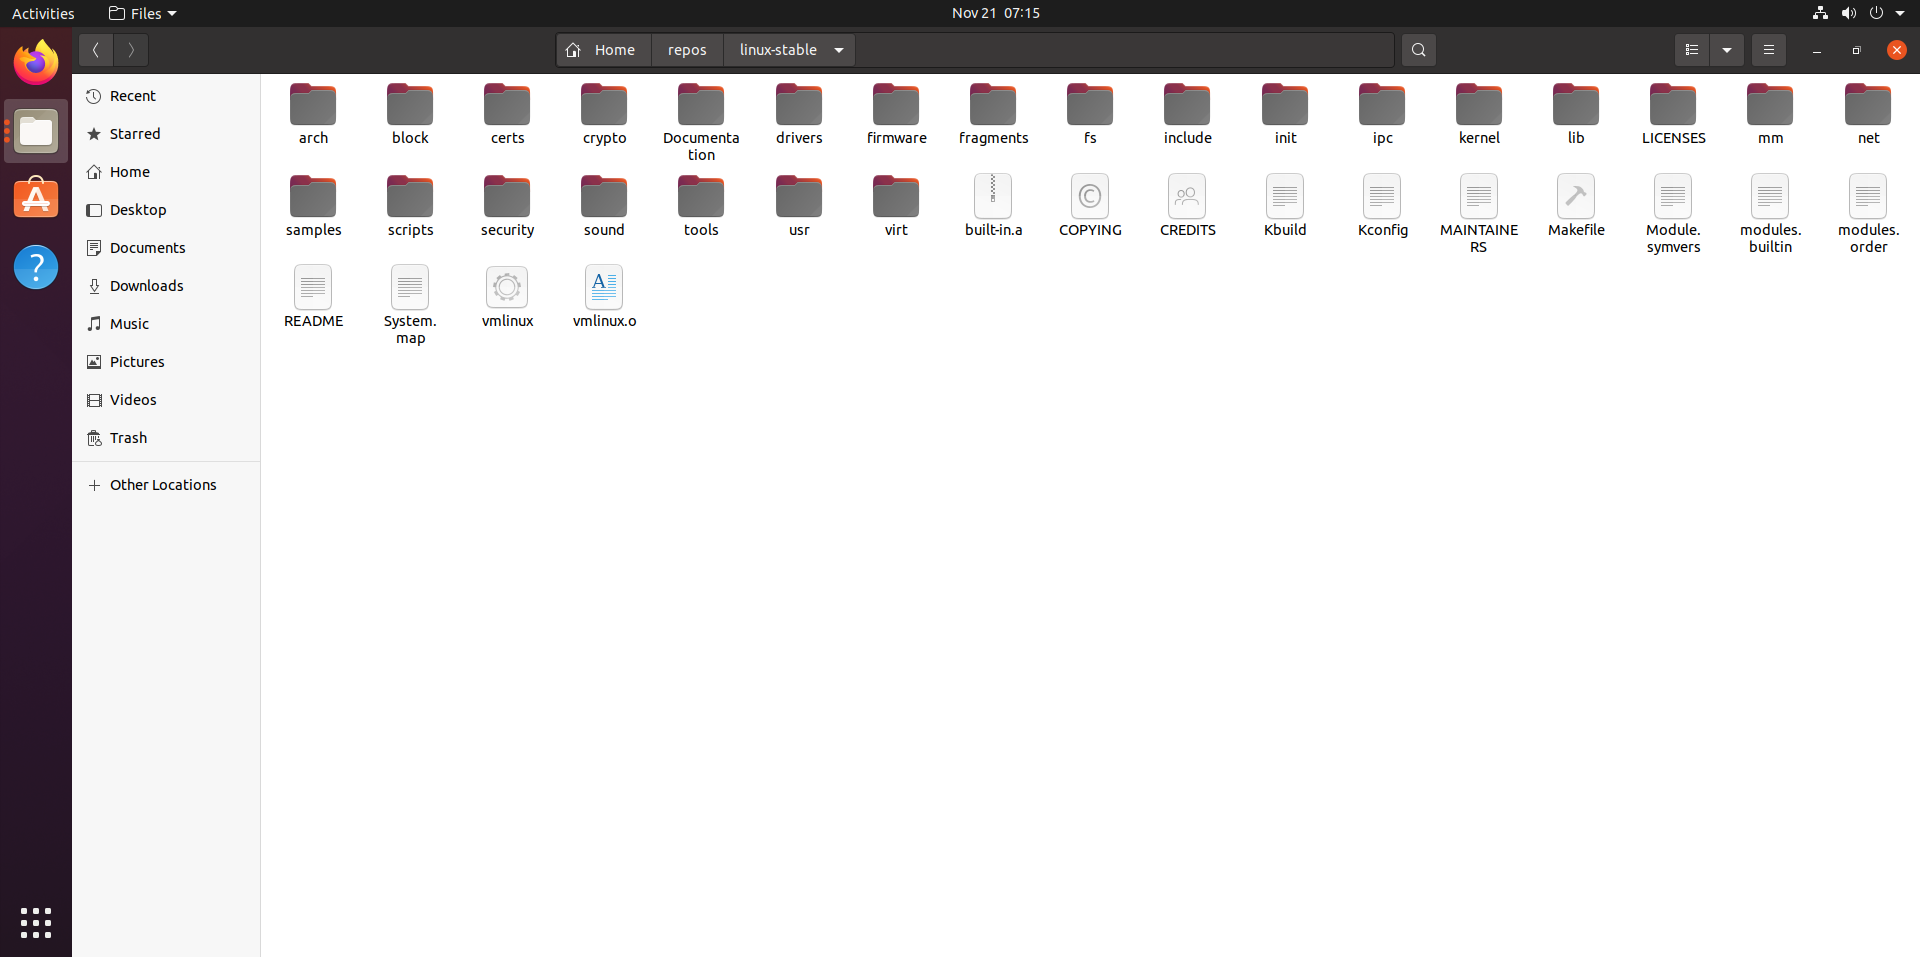 Activities
Files
Nov 21 07:15
Home
repos
linux-stable
Recent
Starred
Home
Desktop
Documents
Downloads
Music
Pictures
Videos
Trash
Other Locations
arch
block
certs
crypto
Documenta
tion
drivers
firmware
fragments
fs
include
init
ipc
kernel
lib
LICENSES
mm
net
samples
scripts
security
sound
tools
usr
virt
built-in.a
COPYING
CREDITS
Kbuild
Kconfig
MAINTAINE
RS
Makefile
Module.
symvers
modules.
builtin
modules.
order
README
System.
map
vmlinux
vmlinux.o